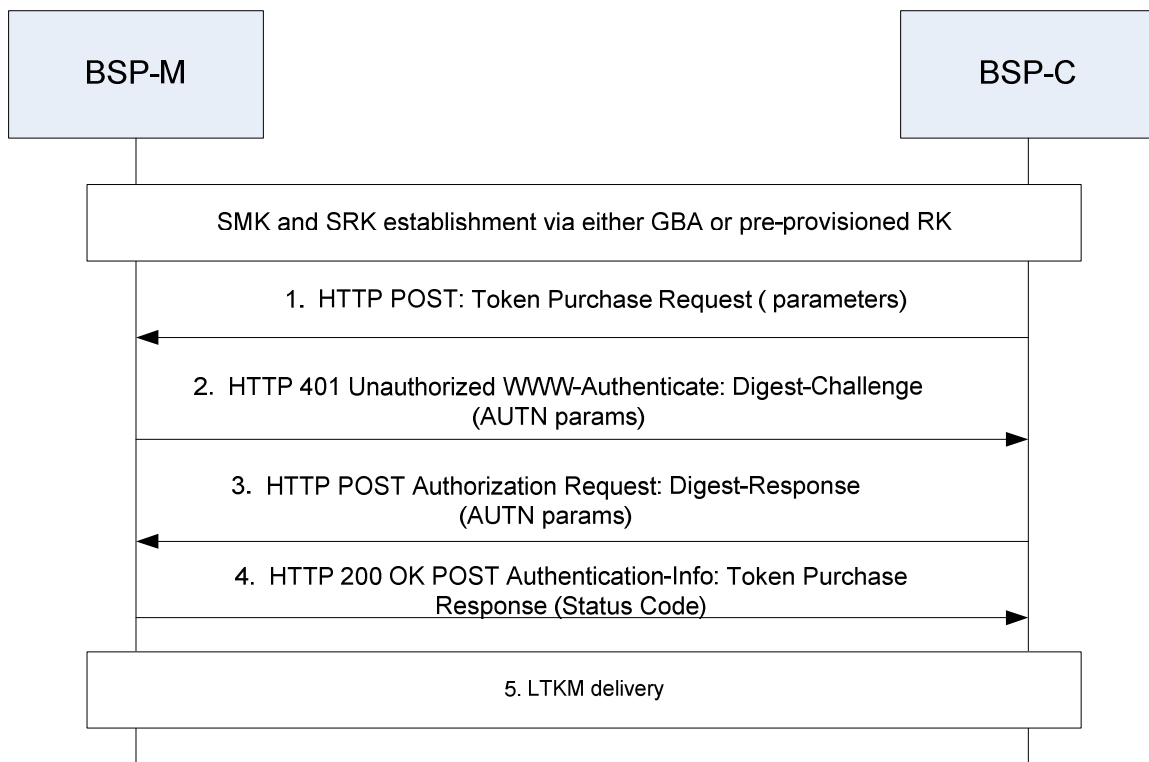 BSP-M
BSP-C
SMK and SRK establishment via either GBA or pre-provisioned RK
1. HTTP POST: Token Purchase Request ( parameters)
2. HTTP 401 Unauthorized WWW-Authenticate: Digest-Challenge
(AUTN params)
3. HTTP POST Authorization Request: Digest-Response
(AUTN params)
4. HTTP 200 OK POST Authentication-Info: Token Purchase
Response (Status Code)
5. LTKM delivery